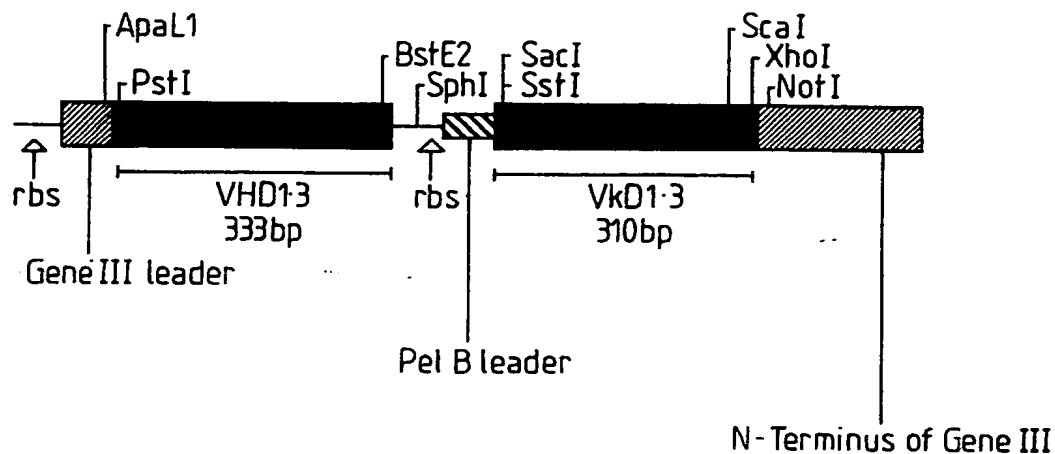 ApaL1
PstI
BstE2
SphI
SacI
SstI
ScaI
XhoI
NotI
rbs
VHD1·3
333bp
rbs
VkD1·3
310bp
Gene III leader
Pel B leader
N-Terminus of Gene III